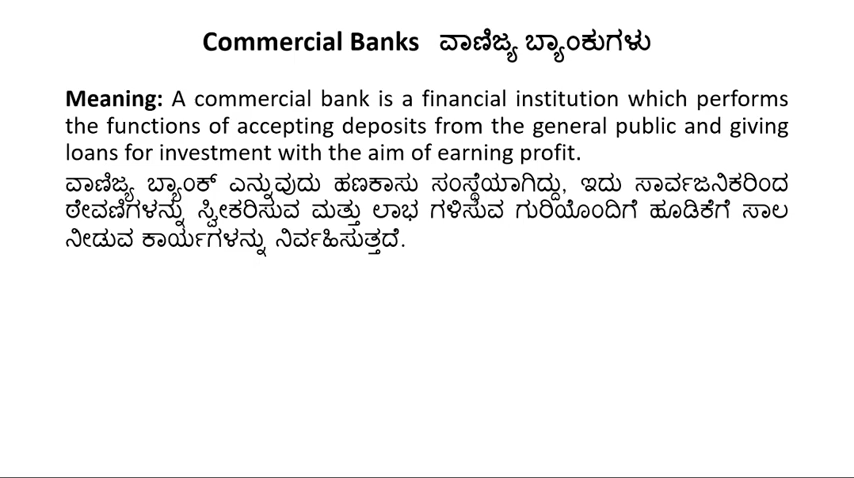 Commercial Banks ವಾಣಿಜ್ಯ ಬ್ಯಾಂಕುಗಳು
Meaning: A commercial bank is a financial institution which performs
the functions of accepting deposits from the general public and giving
loans for investment with the aim of earning profit.
ವಾಣಿಜ್ಯ ಬ್ಯಾಂಕ್ ಎನ್ನುವುದು ಹಣಕಾಸು ಸಂಸ್ಥೆಯಾಗಿದ್ದು, ಇದು ಸಾರ್ವಜನಿಕರಿಂದ
ಠೇವಣಿಗಳನ್ನು ಸ್ವೀಕರಿಸುವ ಮತ್ತು ಲಾಭ ಗಳಿಸುವ ಗುರಿಯೊಂದಿಗೆ ಹೂಡಿಕೆಗೆ ಸಾಲ
ನೀಡುವ ಕಾರ್ಯಗಳನ್ನು ನಿರ್ವಹಿಸುತ್ತದೆ.